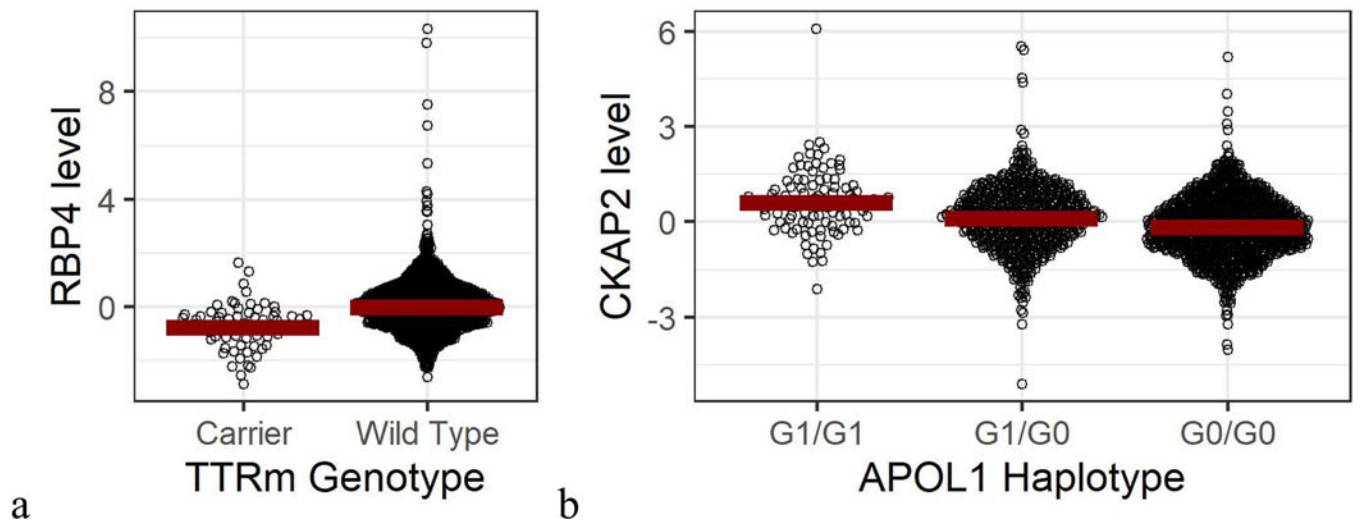 RBP4 level
8
4
0
Carrier
Wild Type
TTRm Genotype
a
CKAP2 level
6
3
0
-3
G1/G1
G1/G0
G0/G0
APOL1 Haplotype
b